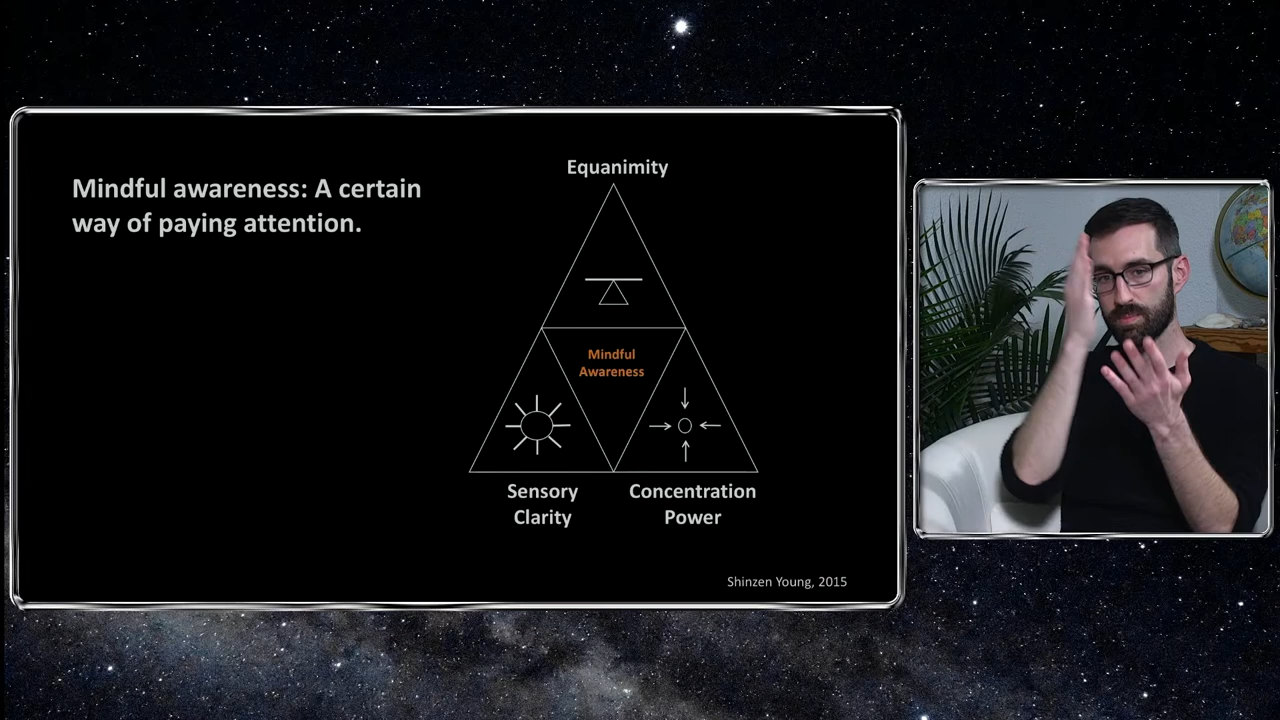 Mindful awareness: A certain
way of paying attention.
Equanimity
Mindful
Awareness
Sensory
Clarity
Concentration
Power
Shinzen Young, 2015